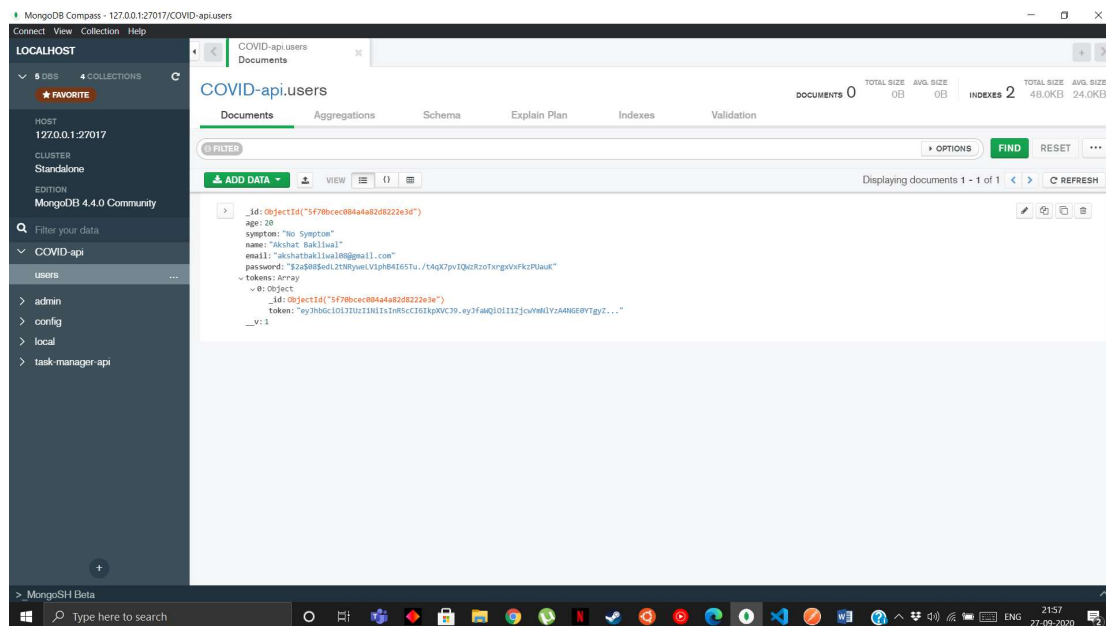 MongoDB Compass - 127.0.0.1:27017/COVID-api.users
Connect View Collection Help
LOCALHOST
5 DBS 4 COLLECTIONS
★ FAVORITE
HOST
127.0.0.1:27017
CLUSTER
Standalone
EDITION
MongoDB 4.4.0 Community
Filter your data
COVID-api
users ...
admin
config
local
task-manager-api
>_MongoSH Beta
COVID-api.users
Documents
COVID-api.users
DOCUMENTS 0 TOTAL SIZE 0B AVG. SIZE 0B INDEXES 2 TOTAL SIZE 48.0KB AVG. SIZE 24.0KB
Documents Aggregations Schema Explain Plan Indexes Validation
FILTER OPTIONS FIND RESET ...
ADD DATA VIEW {} Displaying documents 1 - 1 of 1 < > REFRESH
_id: ObjectId("5f70bcec084a4a82d8222e3d")
age: 20
symptom: "No Symptom"
name: "Akshat Bakliwal"
email: "akshatbakliwal08@gmail.com"
password: "$2a$08$edL2tNRyweLV1phB4I65Tu./t4qX7pvIQWzRzoTxrgxVxFkzPUauK"
tokens: Array
0: Object
_id: ObjectId("5f70bcec084a4a82d8222e3e")
token: "eyJhbGciOiJIUzI1NiIsInR5cCI6IkpXVCJ9.eyJfaWQiOiI1ZjcwYmNlYzA4NGE0YTgyZ..."
__v: 1
Type here to search
ENG
21:57
27-09-2020